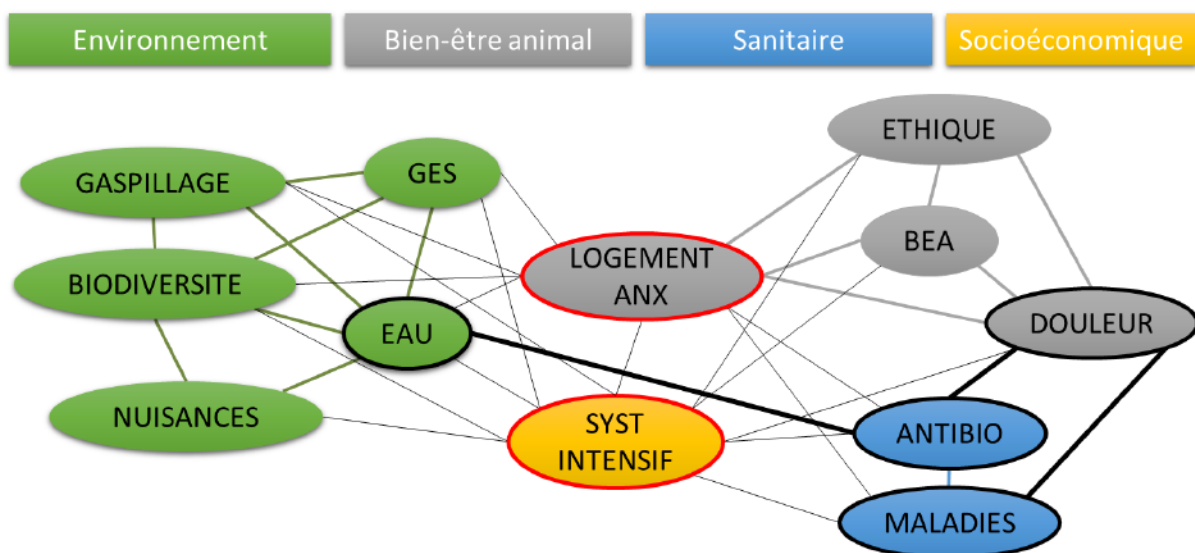 Environnement
Bien-être animal
Sanitaire
Socioéconomique
ETHIQUE
GASPILLAGE
GES
BEA
LOGEMENT
ANX
BIODIVERSITE
EAU
DOULEUR
NUISANCES
SYST
INTENSIF
ANTIBIO
MALADIES